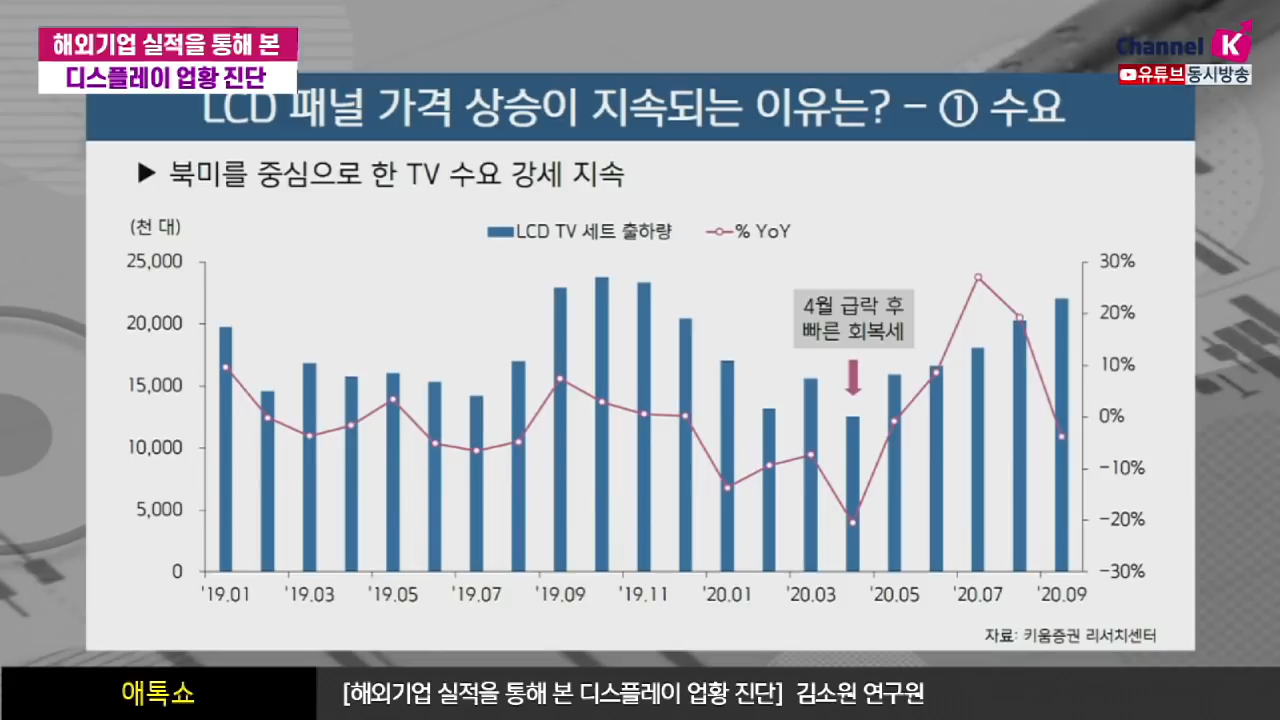 해외기업 실적을 통해 본
디스플레이 업황 진단
Channel K
유튜브동시방송
LCD 패널 가격 상승이 지속되는 이유는? - ① 수요
▶ 북미를 중심으로 한 TV 수요 강세 지속
(천 대)
LCD TV 세트 출하량
% YoY
25,000
20,000
15,000
10,000
5,000
0
4월 급락 후
빠른 회복세
30%
20%
10%
0%
-10%
-20%
-30%
'19.01 '19.03 '19.05 '19.07 '19.09 '19.11 '20.01 '20.03 '20.05 '20.07 '20.09
자료: 키움증권 리서치센터
애톡쇼
[해외기업 실적을 통해 본 디스플레이 업황 진단] 김소원 연구원